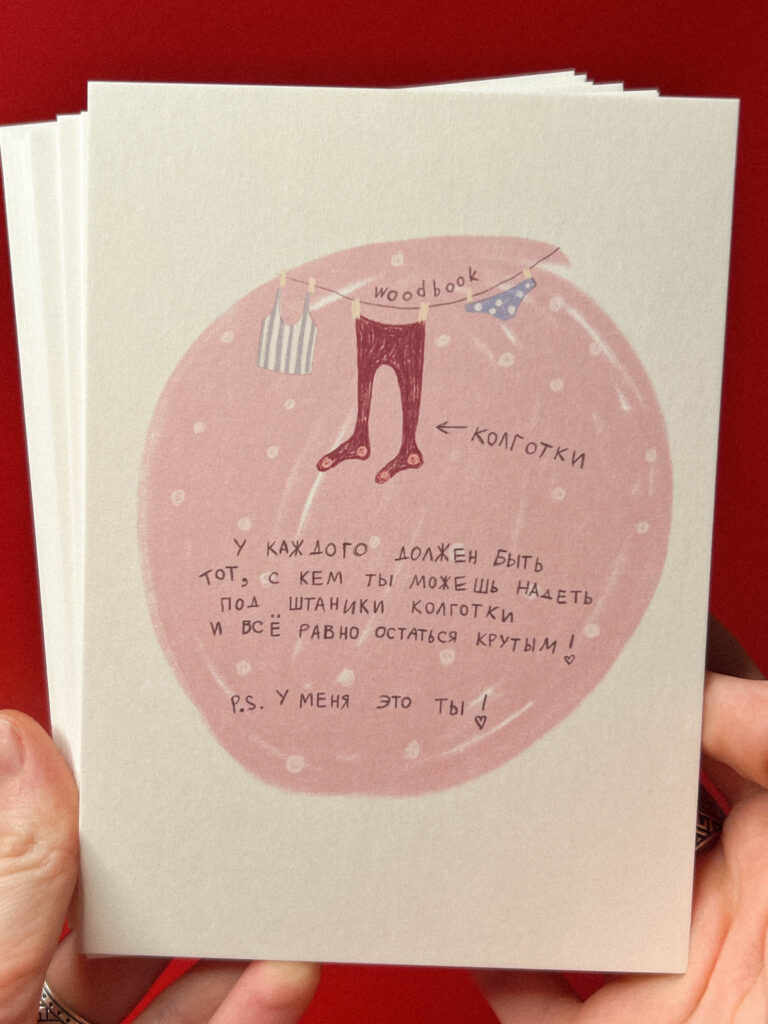 woodbook
← КОЛГОТКИ
У КАЖДОГО ДОЛЖЕН БЫТЬ
ТОТ, С КЕМ ТЫ МОЖЕШЬ НАДЕТЬ
ПОД ШТАНИКИ КОЛГОТКИ
И ВСЁ РАВНО ОСТАТЬСЯ КРУТЫМ! ♡
P.S. У МЕНЯ ЭТО ТЫ! ♡